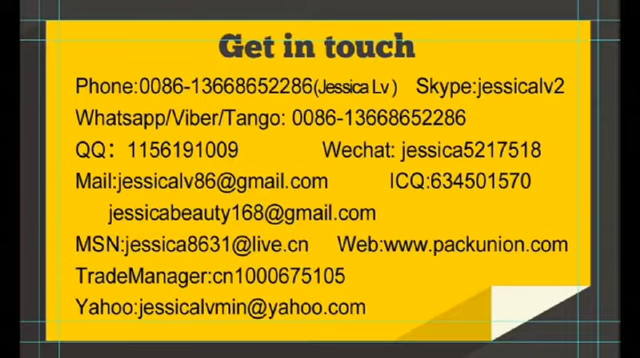 Get in touch
Phone:0086-13668652286(Jessica Lv ) Skype:jessicalv2
Whatsapp/Viber/Tango: 0086-13668652286
QQ： 1156191009 Wechat: jessica5217518
Mail:jessicalv86@gmail.com ICQ:634501570
jessicabeauty168@gmail.com
MSN:jessica8631@live.cn Web:www.packunion.com
TradeManager:cn1000675105
Yahoo:jessicalvmin@yahoo.com